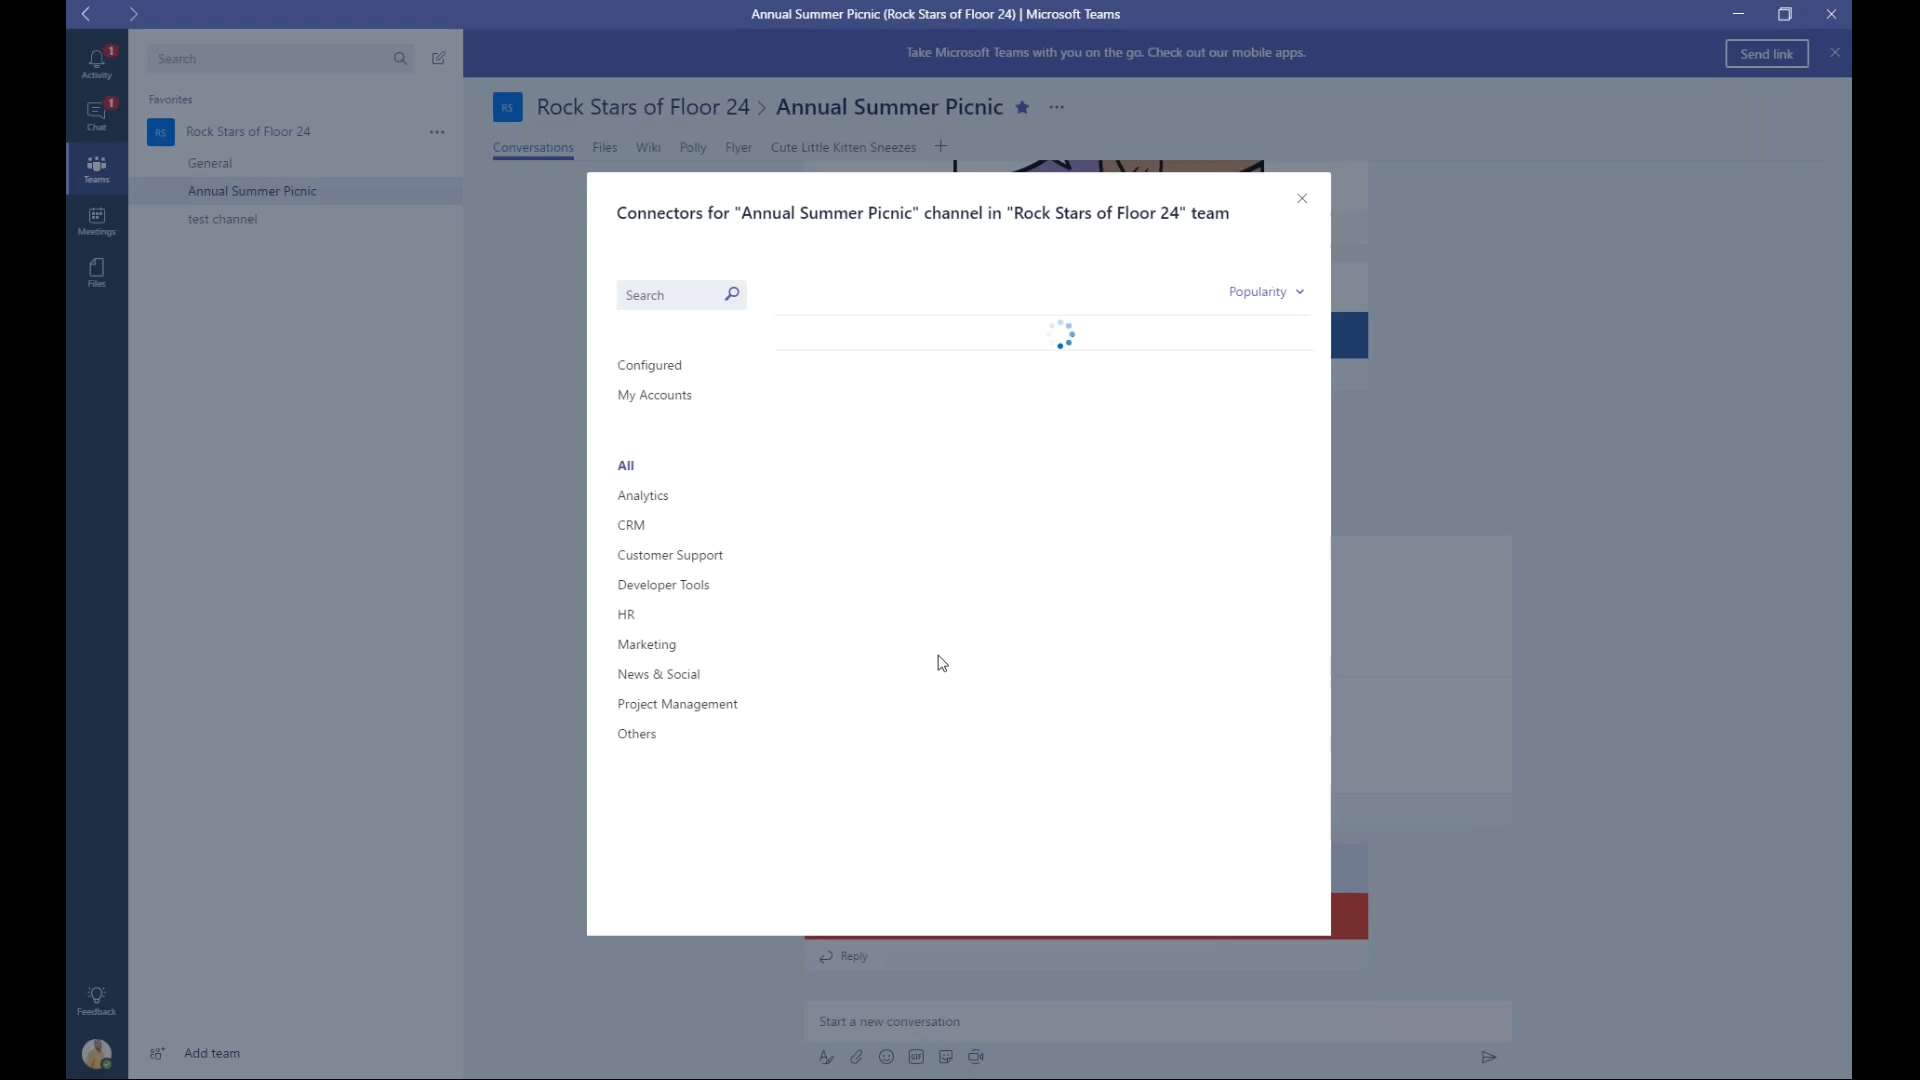 Annual Summer Picnic (Rock Stars of Floor 24) | Microsoft Teams
Take Microsoft Teams with you on the go. Check out our mobile apps.
Send link
1
Activity
1
Chat
Teams
Meetings
Files
Feedback
Search
Favorites
RS
Rock Stars of Floor 24
General
Annual Summer Picnic
test channel
Add team
RS
Rock Stars of Floor 24 > Annual Summer Picnic
Conversations Files Wiki Polly Flyer Cute Little Kitten Sneezes
Connectors for "Annual Summer Picnic" channel in "Rock Stars of Floor 24" team
Search
Popularity
Configured
My Accounts
All
Analytics
CRM
Customer Support
Developer Tools
HR
Marketing
News & Social
Project Management
Others
Reply
Start a new conversation
GIF